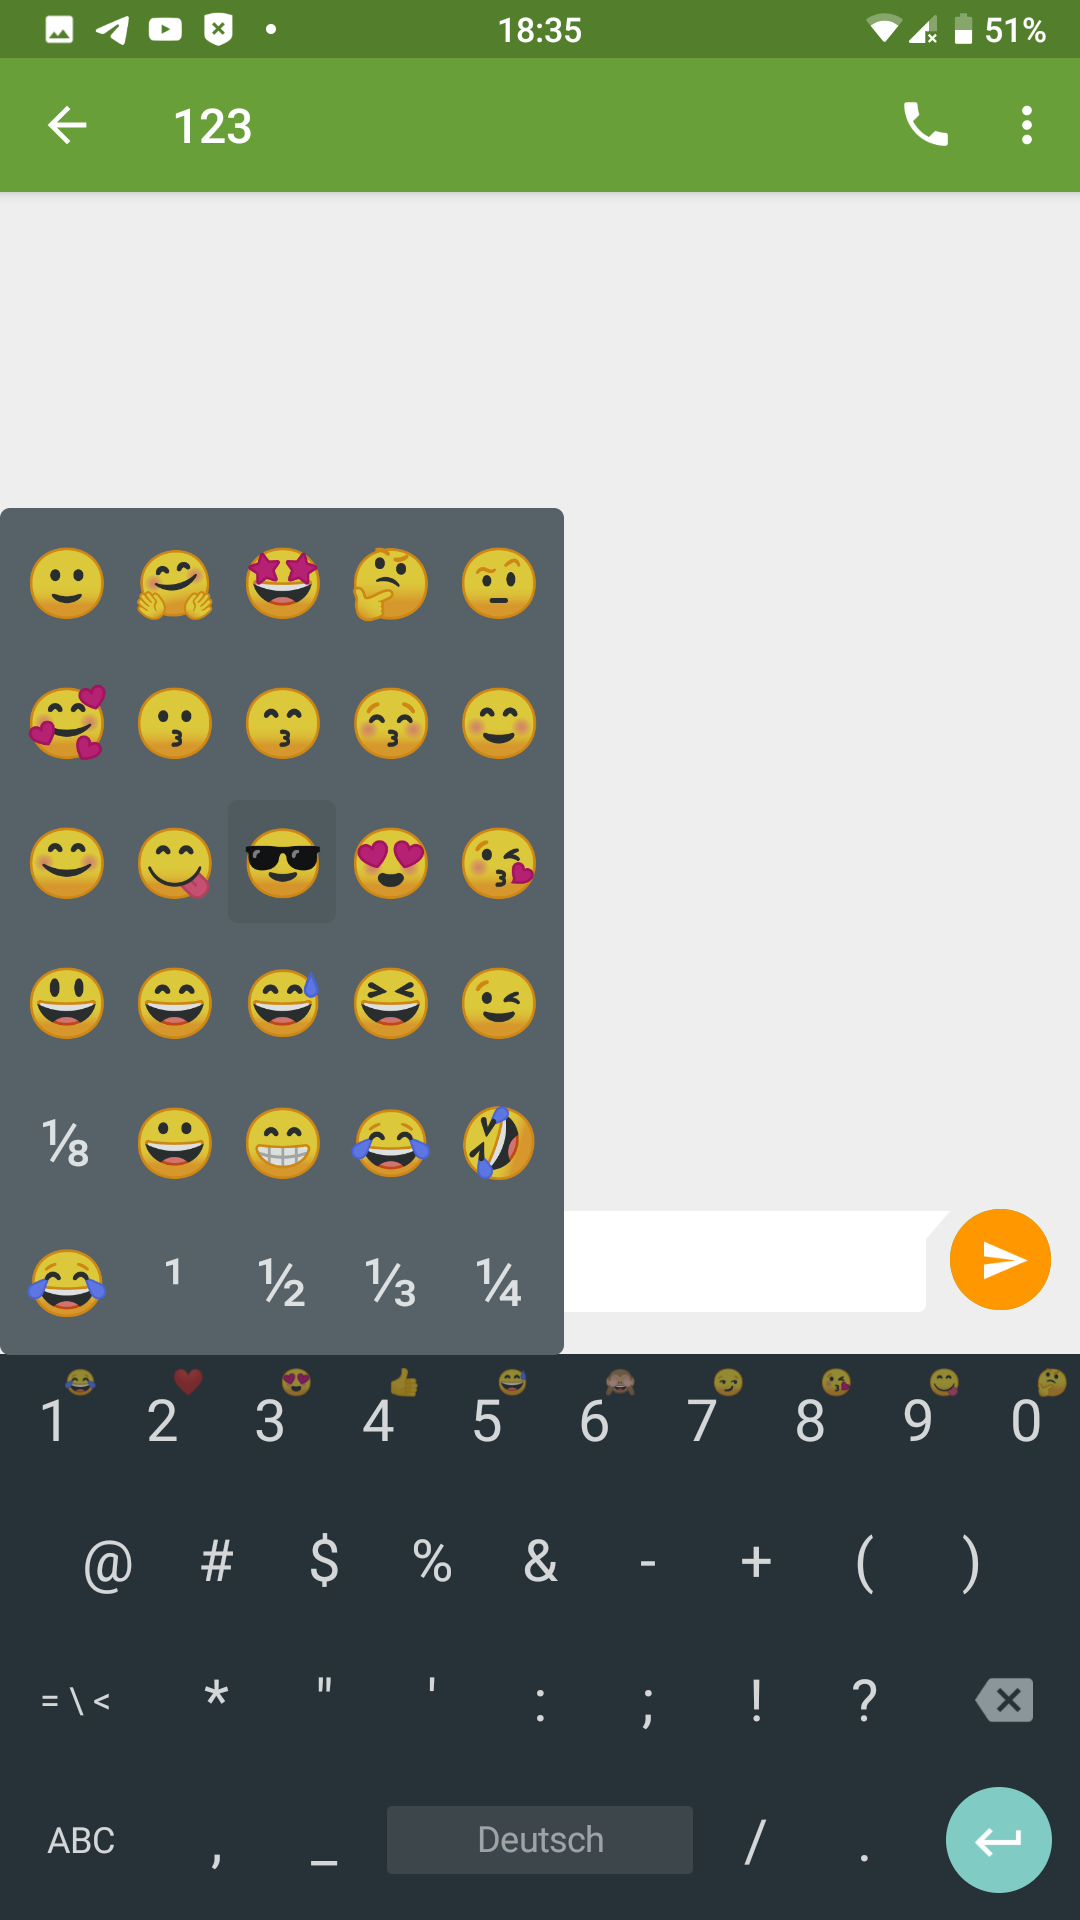 18:35 51%
123
⅛
¹ ½ ⅓ ¼
1 2 3 4 5 6 7 8 9 0
@ # $ % & - + ( )
= \ < * " ' : ; ! ?
ABC , _ Deutsch / .